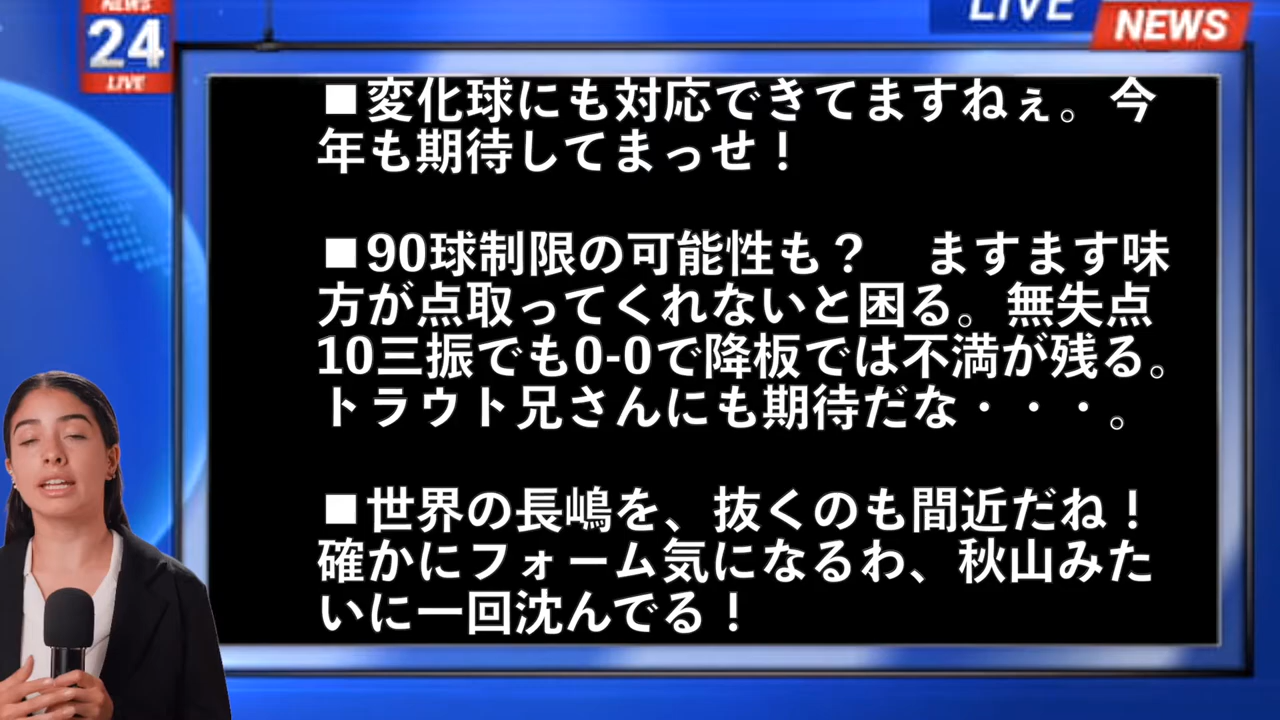 NEWS
24
LIVE
LIVE
NEWS
■変化球にも対応できてますねぇ。今
年も期待してまっせ！
■90球制限の可能性も？　ますます味
方が点取ってくれないと困る。無失点
10三振でも0-0で降板では不満が残る。
トラウト兄さんにも期待だな・・・。
■世界の長嶋を、抜くのも間近だね！
確かにフォーム気になるわ、秋山みた
いに一回沈んでる！